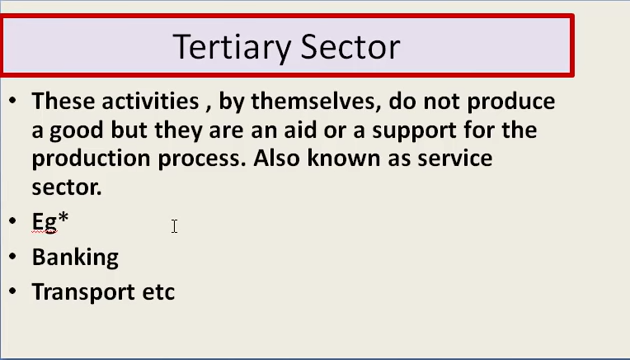 Tertiary Sector
• These activities , by themselves, do not produce
a good but they are an aid or a support for the
production process. Also known as service
sector.
• Eg*
• Banking
• Transport etc